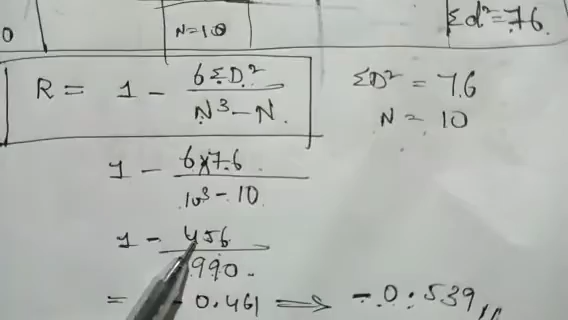 0
N=10
Σd²=76
R = 1 - 6ΣD² / N³-N
ΣD² = 76
N = 10
1 - 6×76 / 10³-10
1 - 456 / 990
= - 0.461 ⇒ -0.539,,